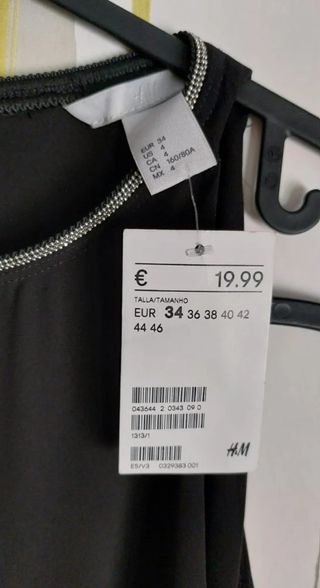 EUR 34
US 4
CA 4
CN 160/80A
MX 4
€ 19.99
TALLA/TAMANHO
EUR 34 36 38 40 42
44 46
043644 2 0343 09 0
1313/1
H&M
ES/V3 0329383 001